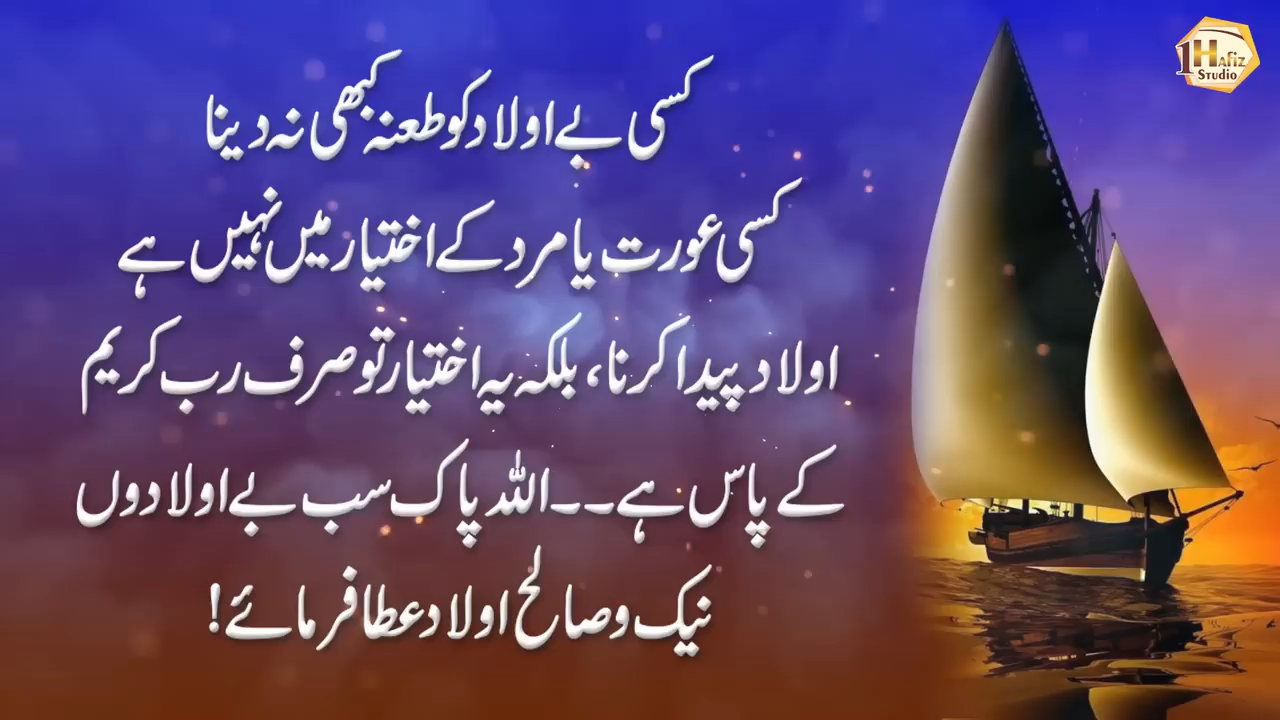 1Hafiz
Studio
کسی بے اولاد کو طعنہ کبھی نہ دینا
کسی عورت یا مرد کے اختیار میں نہیں ہے
اولاد پیدا کرنا، بلکہ یہ اختیار تو صرف رب کریم
کے پاس ہے۔۔اللہ پاک سب بے اولادوں
نیک و صالح اولاد عطا فرمائے!